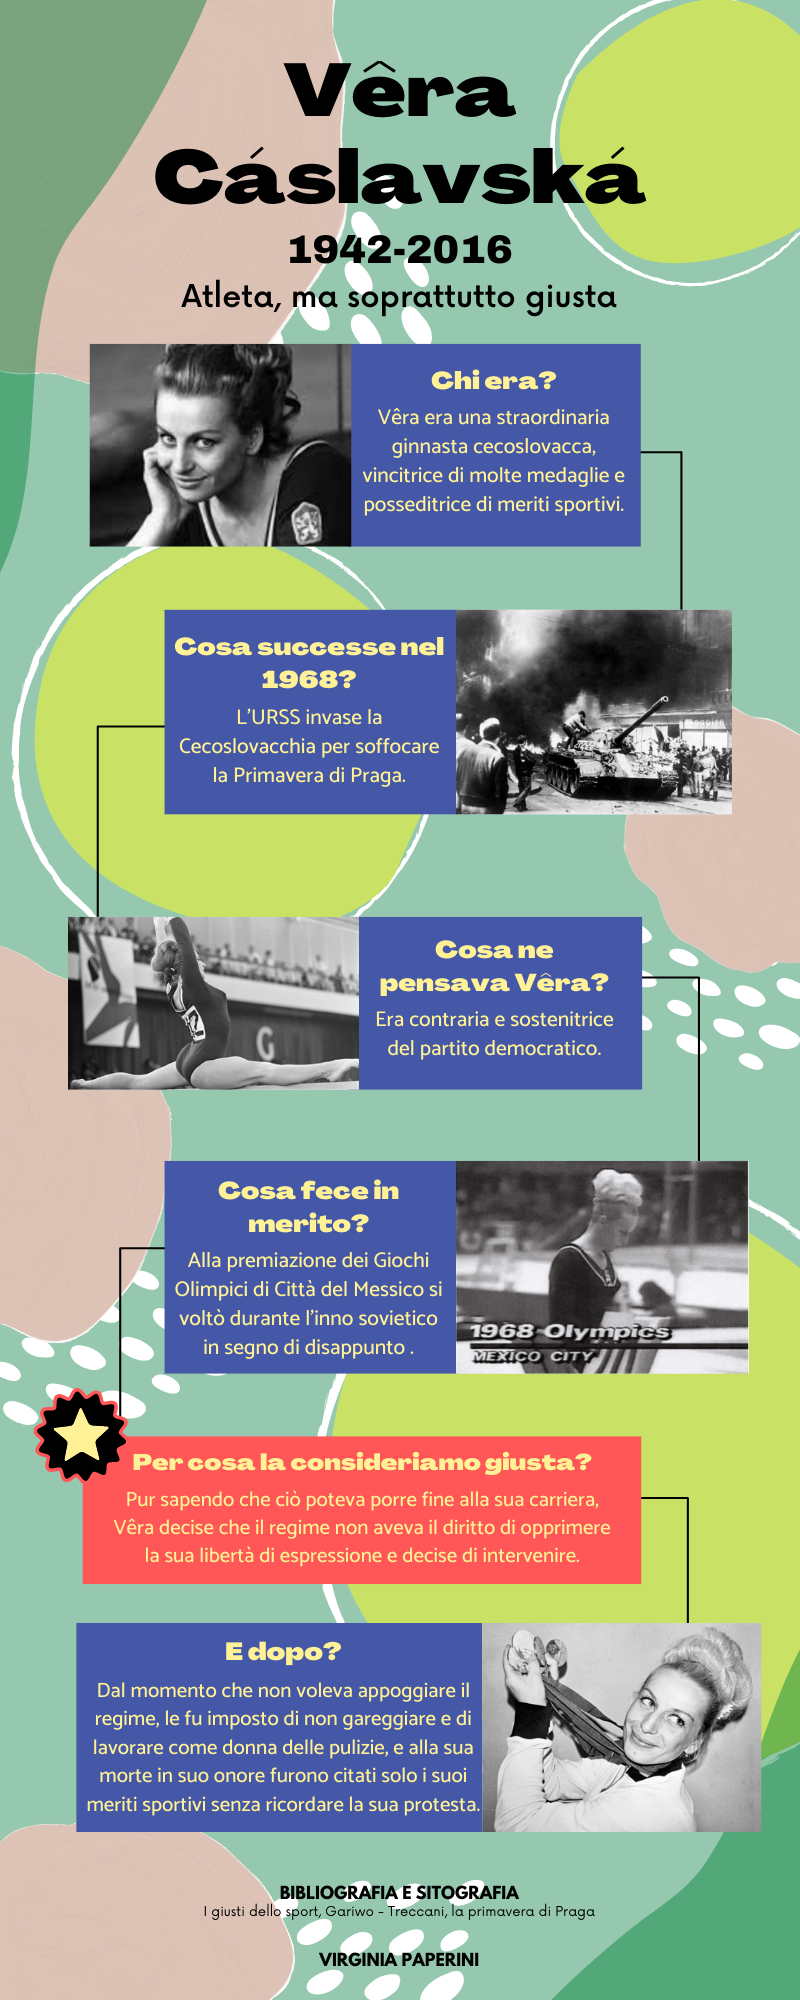 Vêra
Cáslavská
1942-2016
Atleta, ma soprattutto giusta
Chi era?
Vêra era una straordinaria
ginnasta cecoslovacca,
vincitrice di molte medaglie e
posseditrice di meriti sportivi.
Cosa successe nel
1968?
L'URSS invase la
Cecoslovacchia per soffocare
la Primavera di Praga.
Cosa ne
pensava Vêra?
Era contraria e sostenitrice
del partito democratico.
G
Cosa fece in
merito?
Alla premiazione dei Giochi
Olimpici di Città del Messico si
voltò durante l'inno sovietico
in segno di disappunto .
1968 Olympics
MEXICO CITY
Per cosa la consideriamo giusta?
Pur sapendo che ciò poteva porre fine alla sua carriera,
Vêra decise che il regime non aveva il diritto di opprimere
la sua libertà di espressione e decise di intervenire.
E dopo?
Dal momento che non voleva appoggiare il
regime, le fu imposto di non gareggiare e di
lavorare come donna delle pulizie, e alla sua
morte in suo onore furono citati solo i suoi
meriti sportivi senza ricordare la sua protesta.
BIBLIOGRAFIA E SITOGRAFIA
I giusti dello sport, Gariwo - Treccani, la primavera di Praga
VIRGINIA PAPERINI